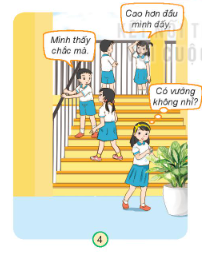 Cao hơn đầu
mình đấy.
Mình thấy
chắc mà.
Có vướng
không nhỉ?
4